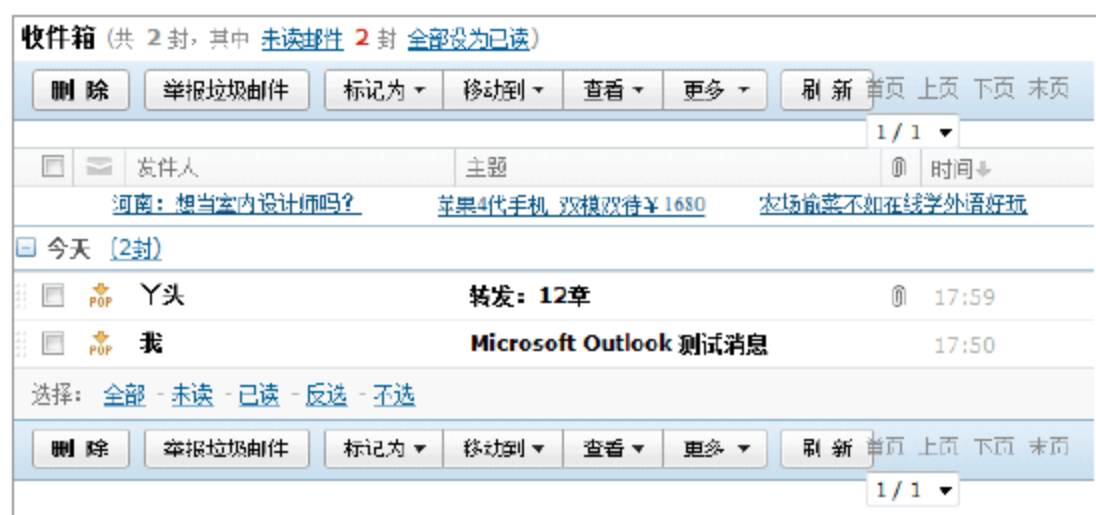 收件箱 (共 2 封，其中 未读邮件 2 封 全部设为已读)
删 除 举报垃圾邮件 标记为 移动到 查看 更多 刷 新 首页 上页 下页 末页
1 / 1
发件人 主题 时间
河南：想当室内设计师吗？ 苹果4代手机 双模双待￥1680 农场偷菜不如在线学外语好玩
今天 (2封)
POP 丫头 转发：12章 17:59
POP 我 Microsoft Outlook 测试消息 17:50
选择： 全部 - 未读 - 已读 - 反选 - 不选
删 除 举报垃圾邮件 标记为 移动到 查看 更多 刷 新 首页 上页 下页 末页
1 / 1